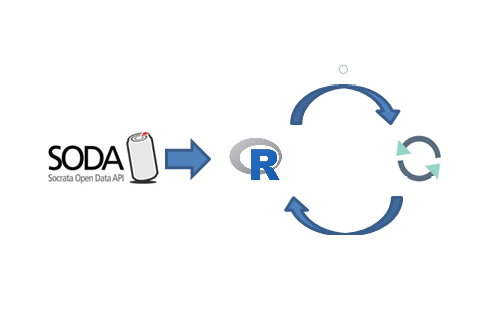 SODA
Socrata Open Data API
R